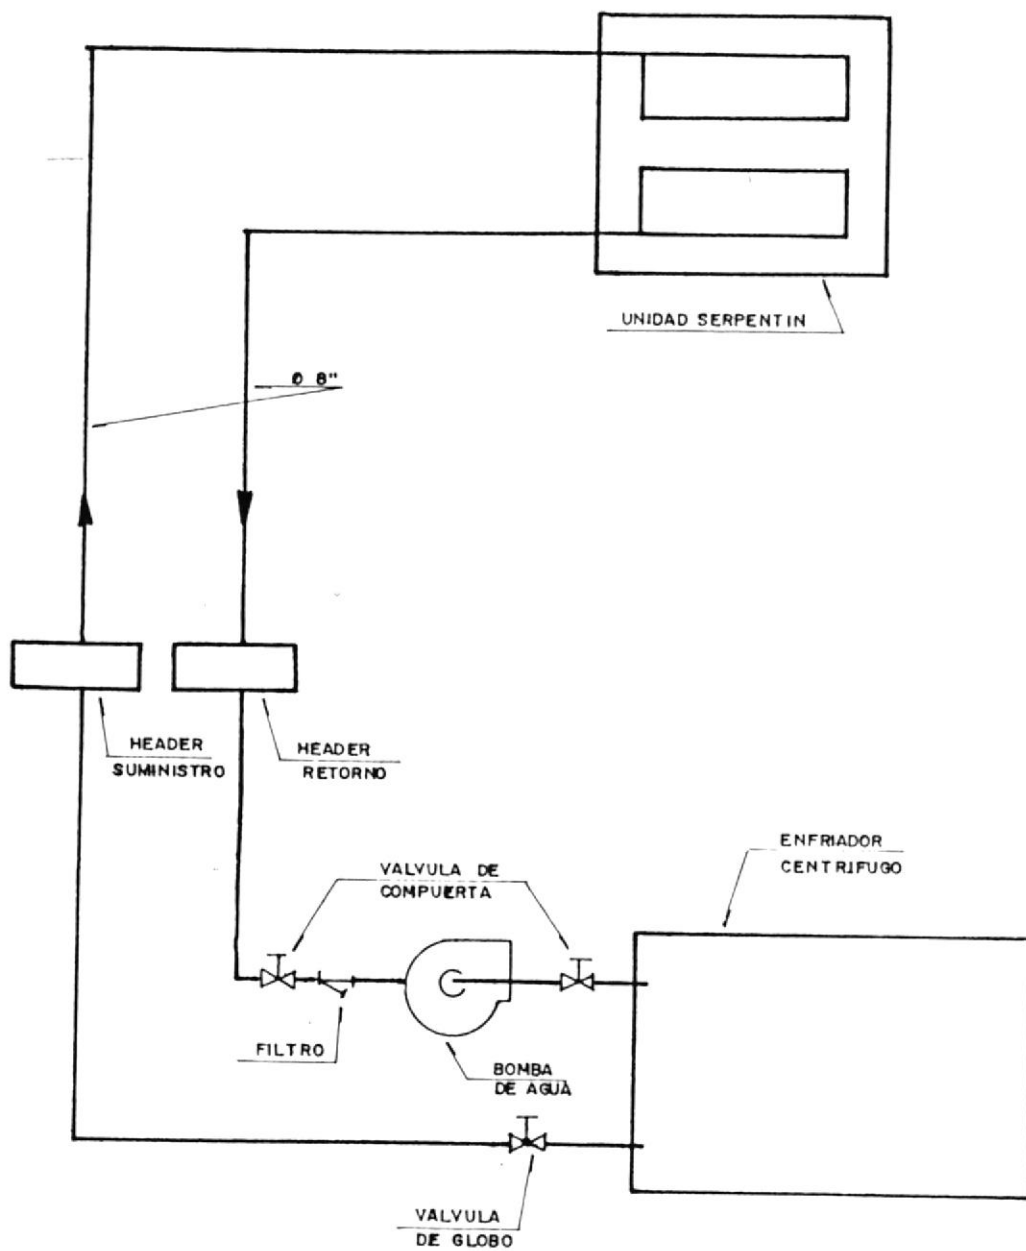 UNIDAD SERPENTIN
Ø 8"
HEADER
SUMINISTRO
HEADER
RETORNO
ENFRIADOR
CENTRIFUGO
VALVULA DE
COMPUERTA
FILTRO
BOMBA
DE AGUA
VALVULA
DE GLOBO